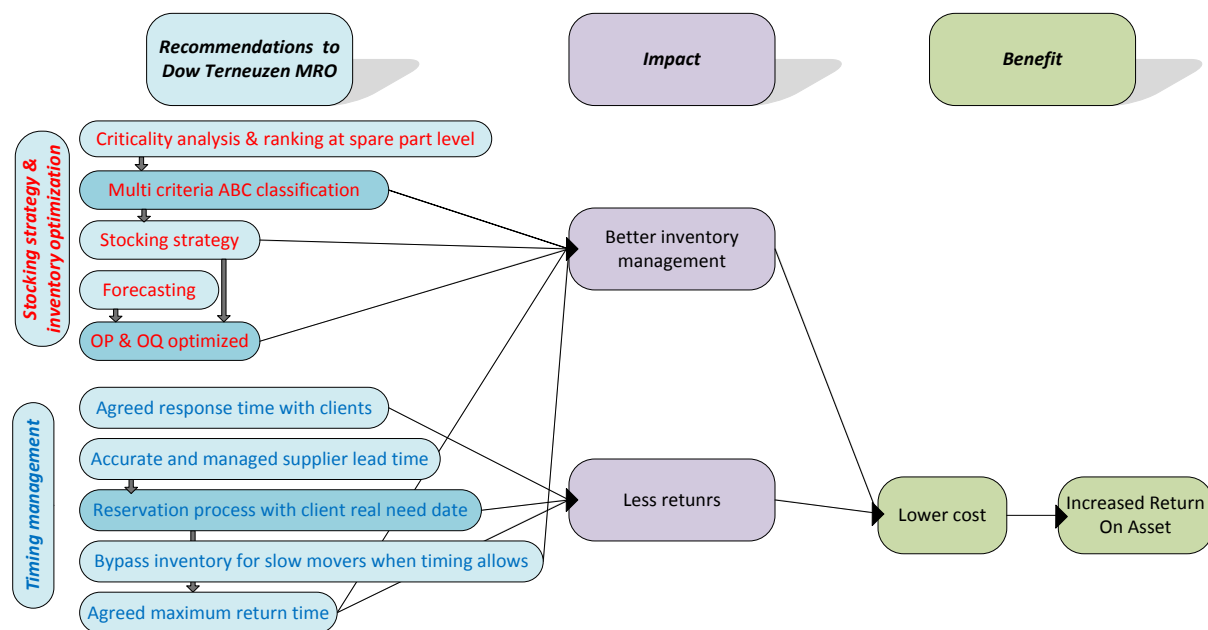 Recommendations to
Dow Terneuzen MRO
Impact
Benefit
Stocking strategy &
inventory optimization
Criticality analysis & ranking at spare part level
Multi criteria ABC classification
Stocking strategy
Forecasting
OP & OQ optimized
Better inventory
management
Timing management
Agreed response time with clients
Accurate and managed supplier lead time
Reservation process with client real need date
Bypass inventory for slow movers when timing allows
Agreed maximum return time
Less retunrs
Lower cost
Increased Return
On Asset